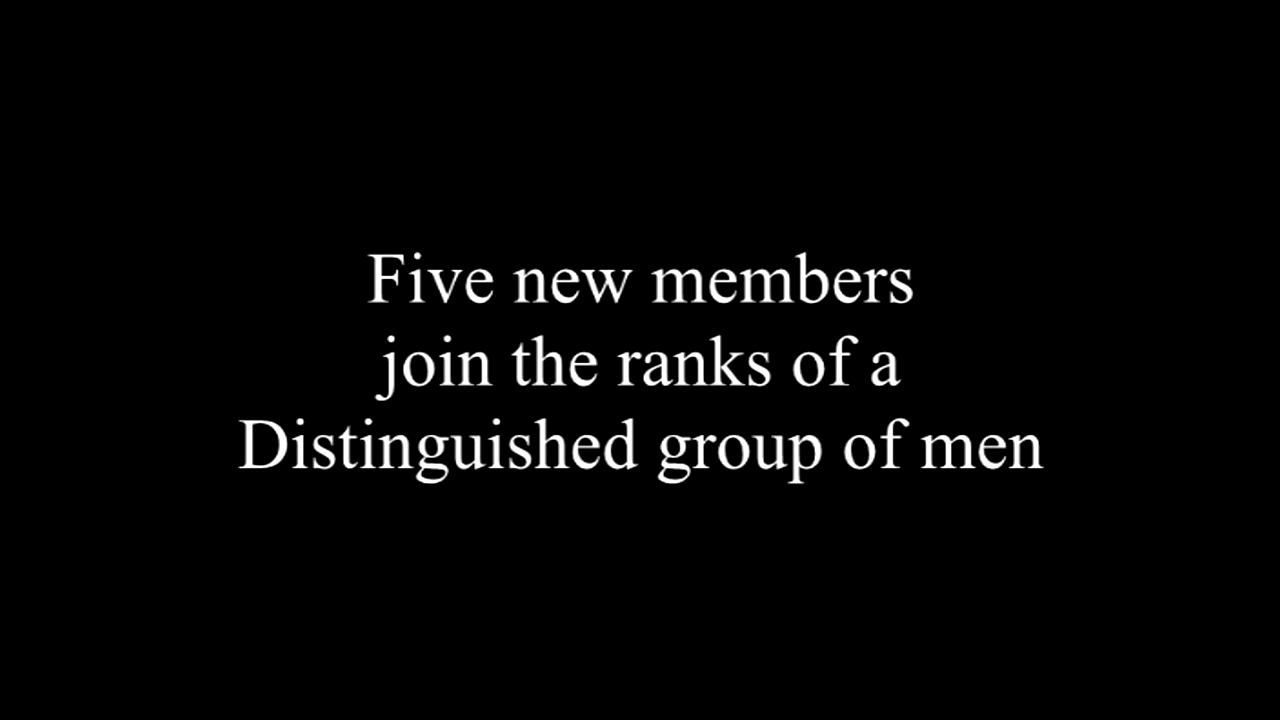 Five new members
join the ranks of a
Distinguished group of men